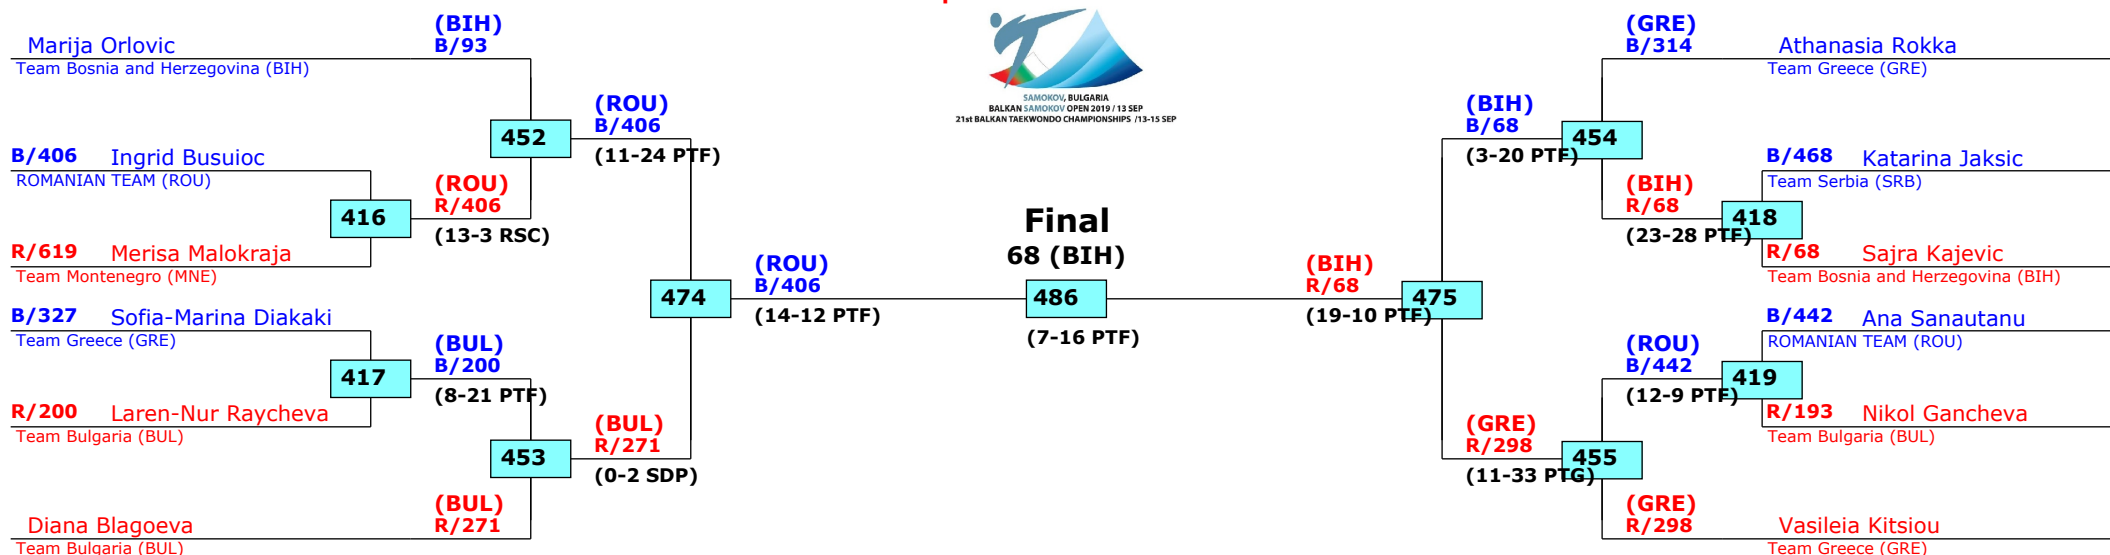 (BIH)
B/93
Marija Orlovic
Team Bosnia and Herzegovina (BIH)
452
(ROU)
B/406
(11-24 PTF)
B/406 Ingrid Busuioc
ROMANIAN TEAM (ROU)
416
(ROU)
R/406
(13-3 RSC)
R/619 Merisa Malokraja
Team Montenegro (MNE)
474
(ROU)
B/406
(14-12 PTF)
B/327 Sofia-Marina Diakaki
Team Greece (GRE)
417
(BUL)
B/200
(8-21 PTF)
R/200 Laren-Nur Raycheva
Team Bulgaria (BUL)
453
(BUL)
R/271
(0-2 SDP)
(BUL)
R/271
Diana Blagoeva
Team Bulgaria (BUL)
SAMOKOV, BULGARIA
BALKAN SAMOKOV OPEN 2019 / 13 SEP
21st BALKAN TAEKWONDO CHAMPIONSHIPS /13-15 SEP
Final
68 (BIH)
486
(7-16 PTF)
(GRE)
B/314
Athanasia Rokka
Team Greece (GRE)
(BIH)
B/68
(3-20 PTF)
454
B/468 Katarina Jaksic
Team Serbia (SRB)
(BIH)
R/68
(23-28 PTF)
418
R/68 Sajra Kajevic
Team Bosnia and Herzegovina (BIH)
(BIH)
R/68
(19-10 PTF)
475
B/442 Ana Sanautanu
ROMANIAN TEAM (ROU)
(ROU)
B/442
(12-9 PTF)
419
R/193 Nikol Gancheva
Team Bulgaria (BUL)
(GRE)
R/298
(11-33 PTG)
455
(GRE)
R/298
Vasileia Kitsiou
Team Greece (GRE)